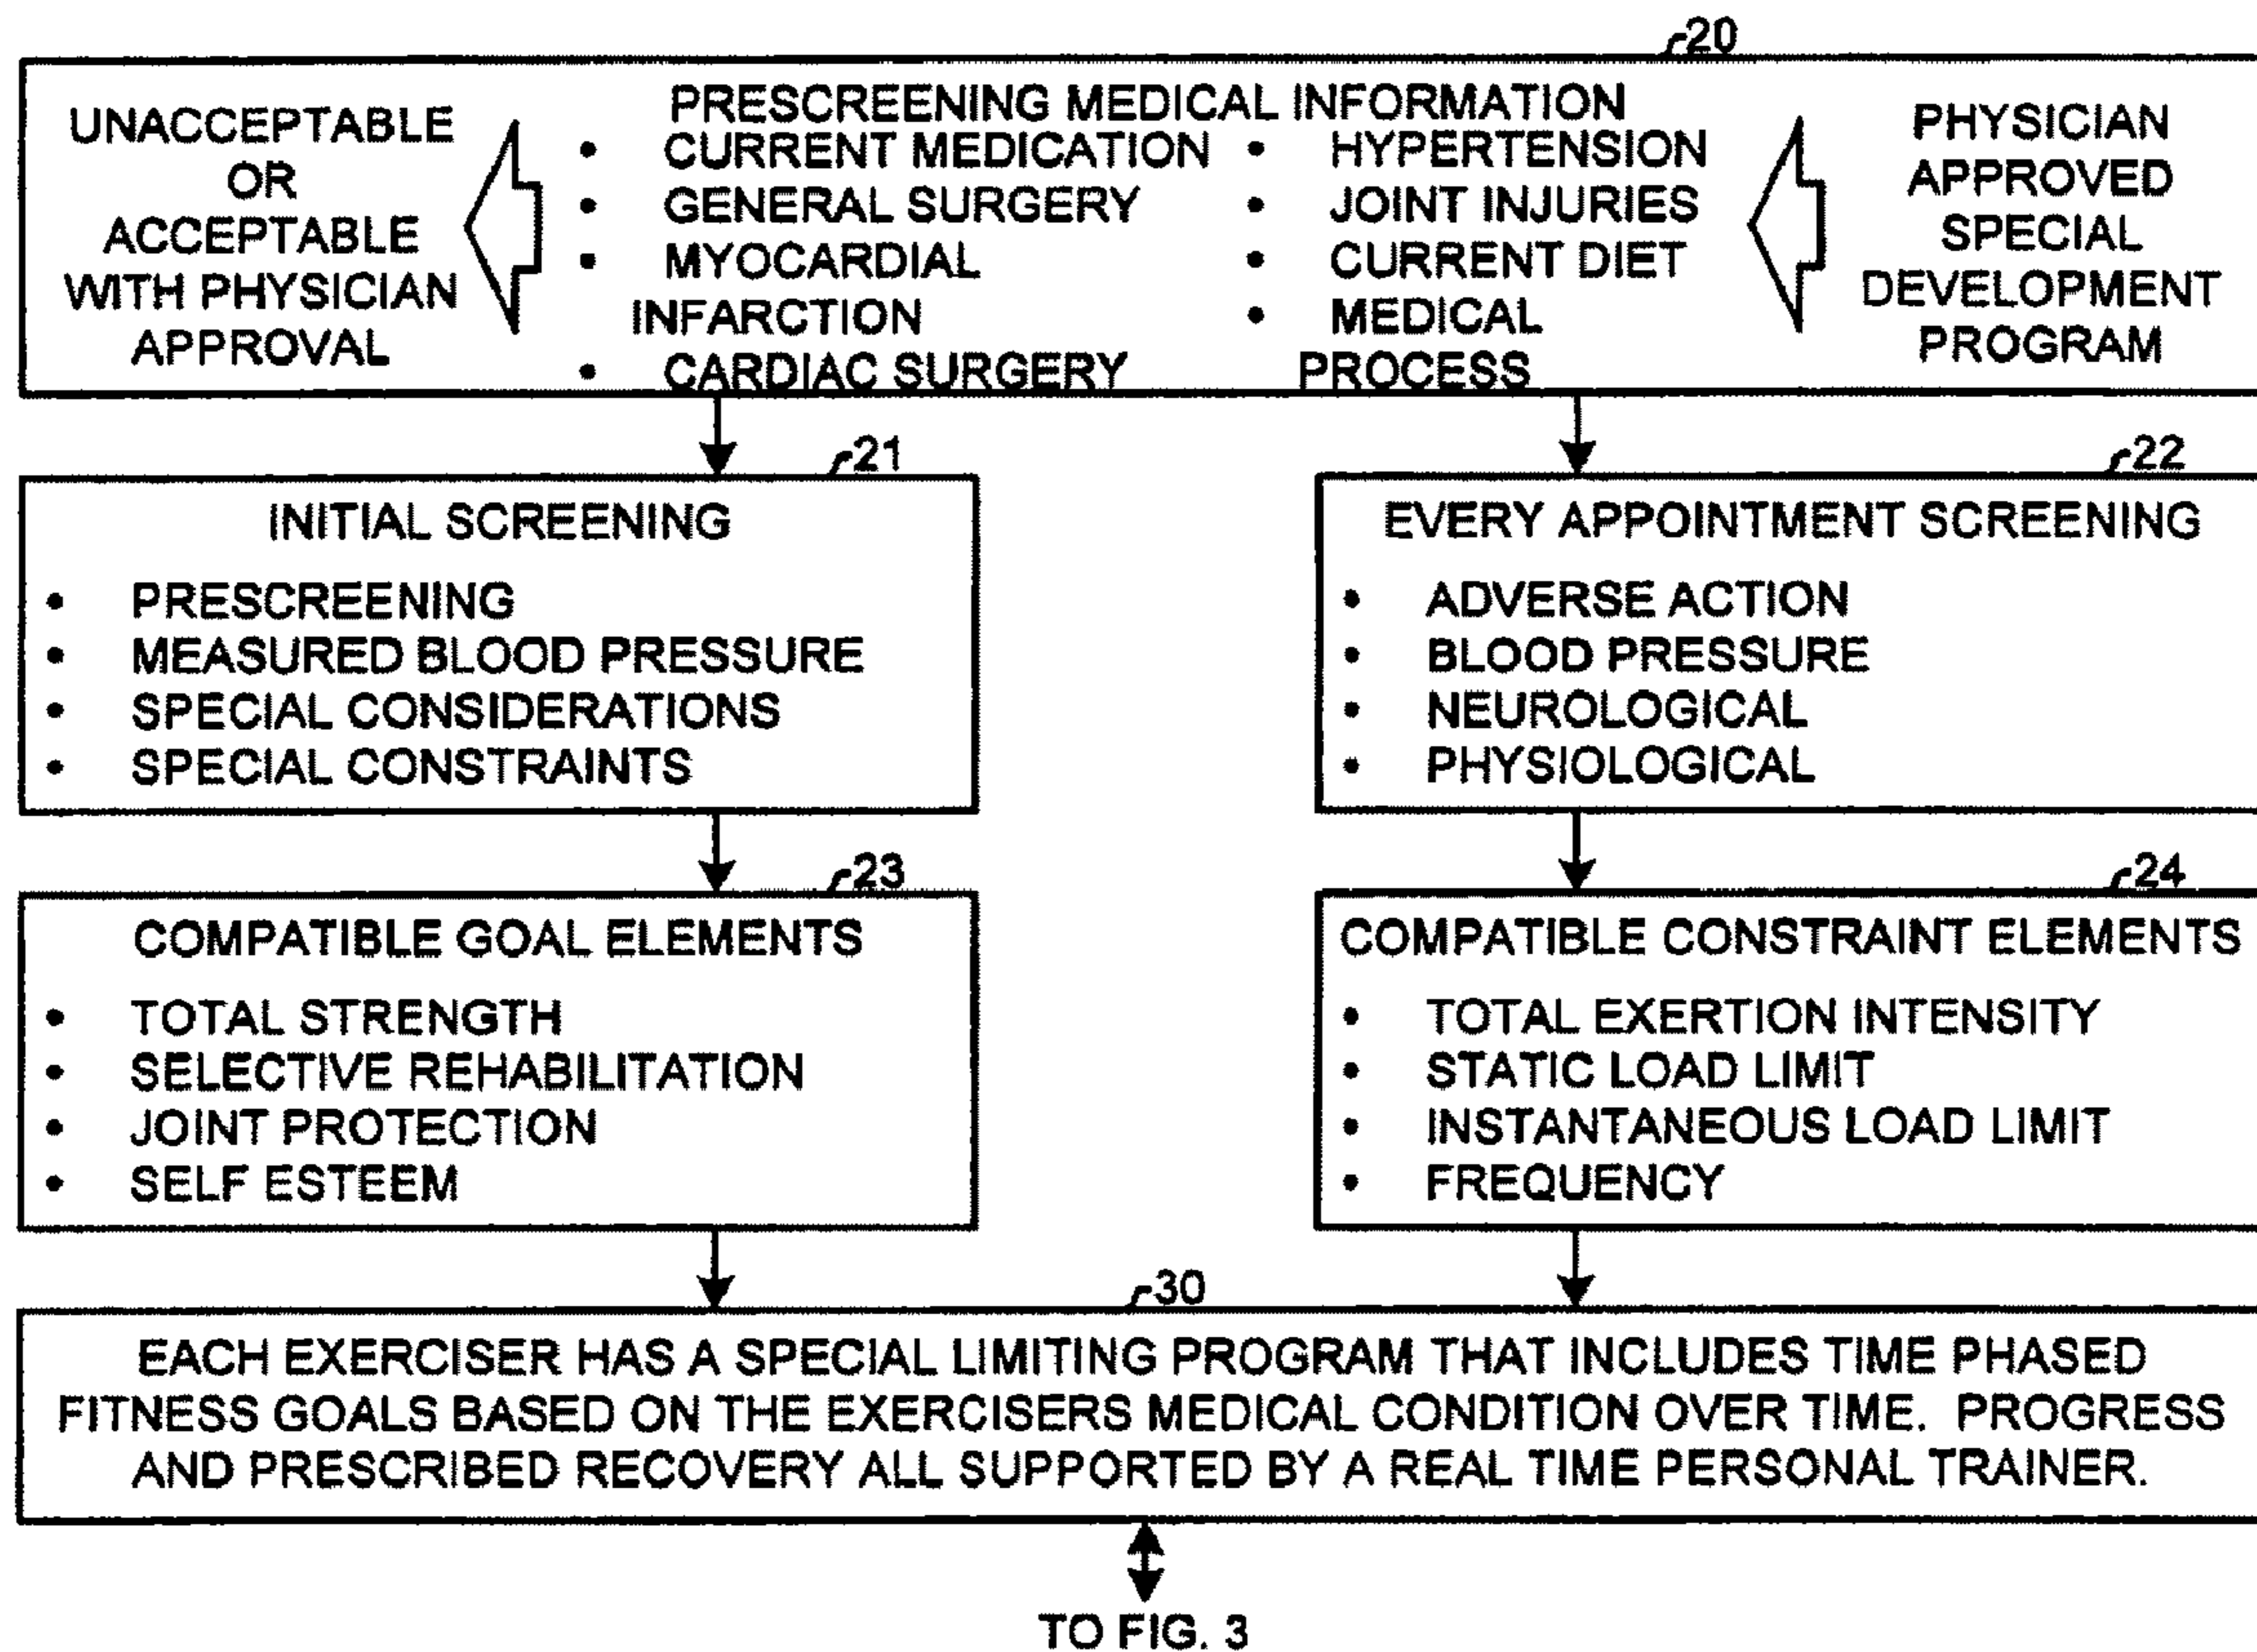 20
UNACCEPTABLE
OR
ACCEPTABLE
WITH PHYSICIAN
APPROVAL
PRESCREENING MEDICAL INFORMATION
• CURRENT MEDICATION
• GENERAL SURGERY
• MYOCARDIAL
INFARCTION
• CARDIAC SURGERY
• HYPERTENSION
• JOINT INJURIES
• CURRENT DIET
• MEDICAL
PROCESS
PHYSICIAN
APPROVED
SPECIAL
DEVELOPMENT
PROGRAM
21
INITIAL SCREENING
• PRESCREENING
• MEASURED BLOOD PRESSURE
• SPECIAL CONSIDERATIONS
• SPECIAL CONSTRAINTS
22
EVERY APPOINTMENT SCREENING
• ADVERSE ACTION
• BLOOD PRESSURE
• NEUROLOGICAL
• PHYSIOLOGICAL
23
COMPATIBLE GOAL ELEMENTS
• TOTAL STRENGTH
• SELECTIVE REHABILITATION
• JOINT PROTECTION
• SELF ESTEEM
24
COMPATIBLE CONSTRAINT ELEMENTS
• TOTAL EXERTION INTENSITY
• STATIC LOAD LIMIT
• INSTANTANEOUS LOAD LIMIT
• FREQUENCY
30
EACH EXERCISER HAS A SPECIAL LIMITING PROGRAM THAT INCLUDES TIME PHASED
FITNESS GOALS BASED ON THE EXERCISERS MEDICAL CONDITION OVER TIME. PROGRESS
AND PRESCRIBED RECOVERY ALL SUPPORTED BY A REAL TIME PERSONAL TRAINER.
TO FIG. 3